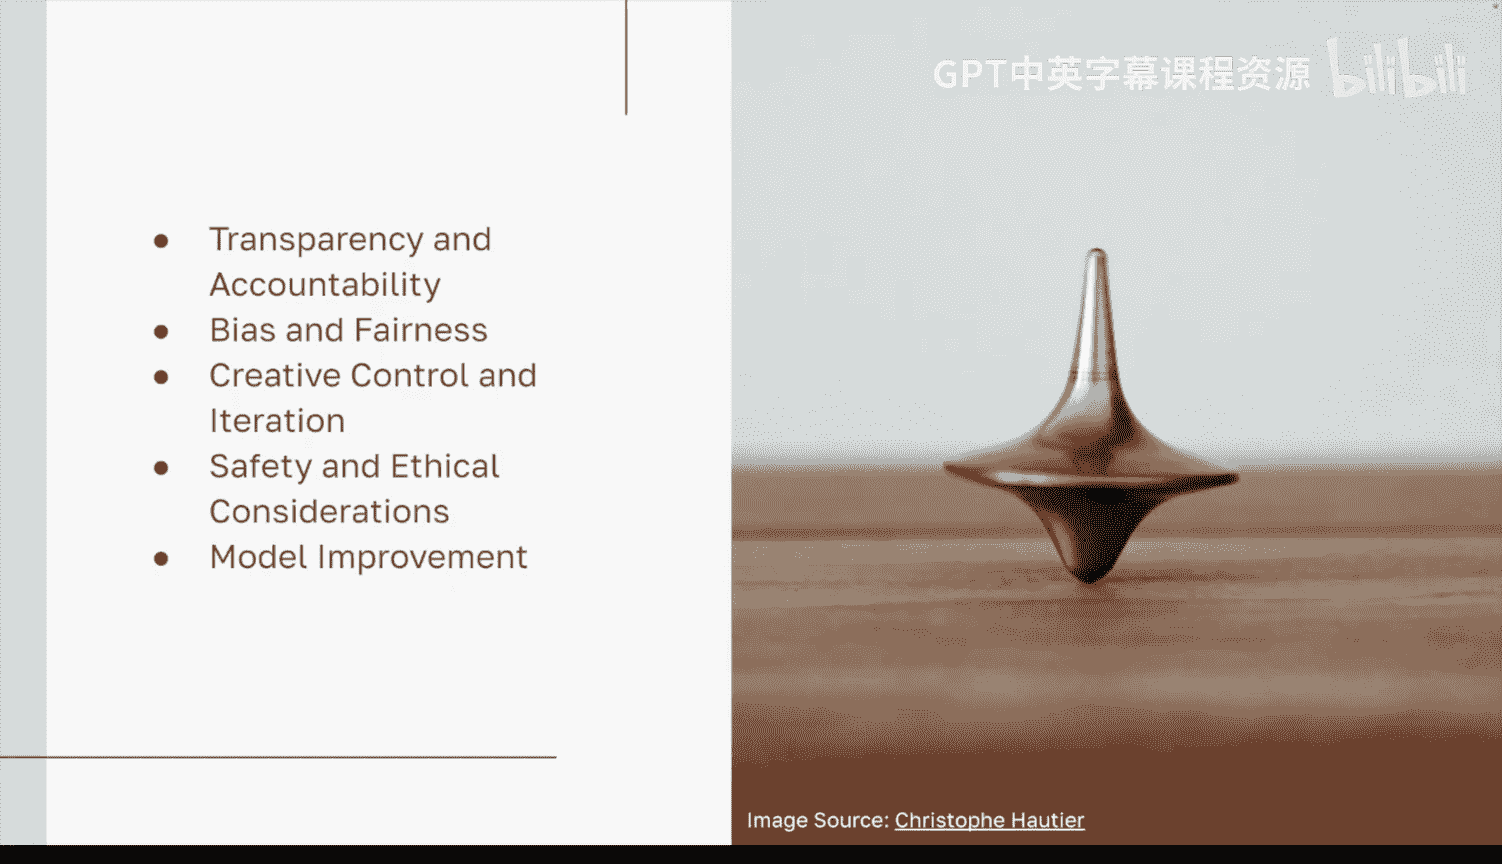 GPT中英字幕课程资源 bilibili
● Transparency and
Accountability
● Bias and Fairness
● Creative Control and
Iteration
● Safety and Ethical
Considerations
● Model Improvement
Image Source: Christophe Hautier